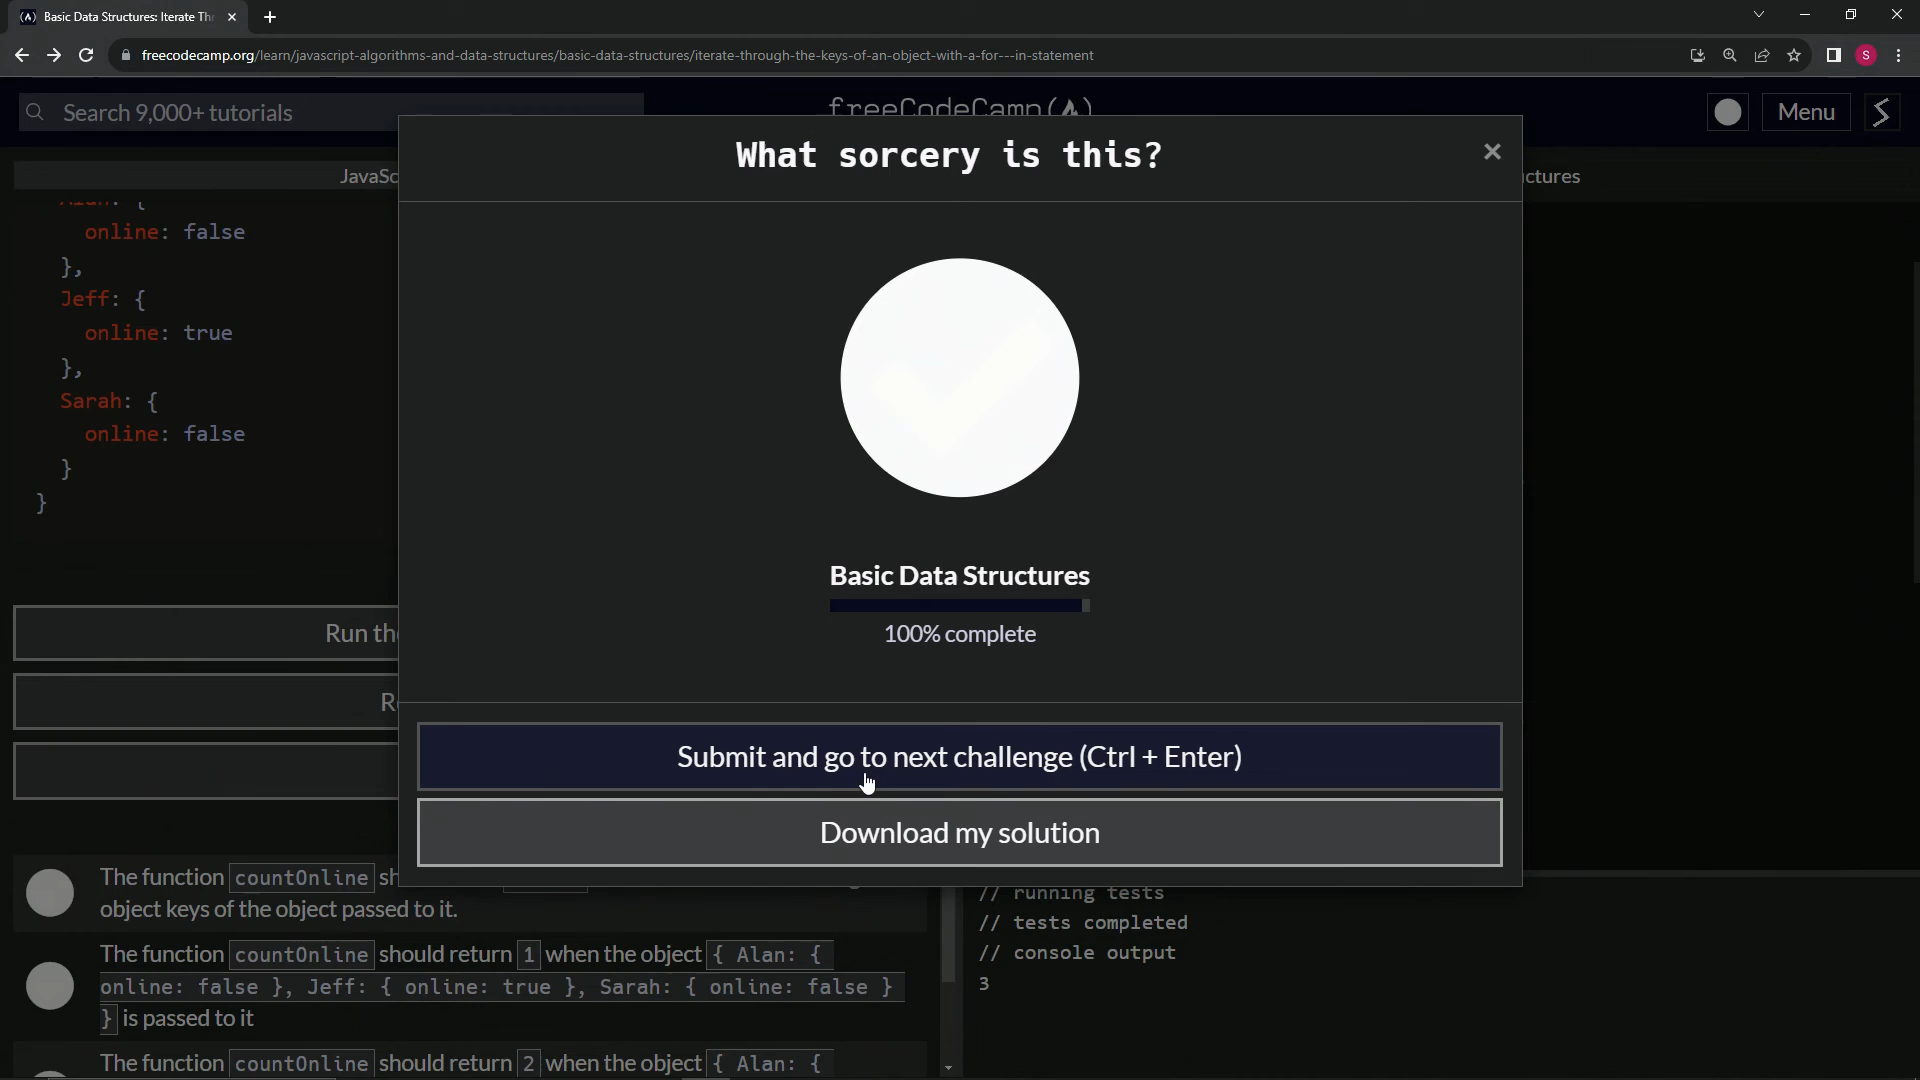 Basic Data Structures: Iterate Thr
freecodecamp.org/learn/javascript-algorithms-and-data-structures/basic-data-structures/iterate-through-the-keys-of-an-object-with-a-for---in-statement
S
Search 9,000+ tutorials
freeCodeCamp(
Menu
What sorcery is this?
JavaSc
ctures
Alan: {
online: false
},
Jeff: {
online: true
},
Sarah: {
online: false
}
}
Basic Data Structures
100% complete
Run the
R
Submit and go to next challenge (Ctrl + Enter)
Download my solution
The function countOnline sh
object keys of the object passed to it.
The function countOnline should return 1 when the object { Alan: {
online: false }, Jeff: { online: true }, Sarah: { online: false }
} is passed to it
The function countOnline should return 2 when the object { Alan: {
// running tests
// tests completed
// console output
3